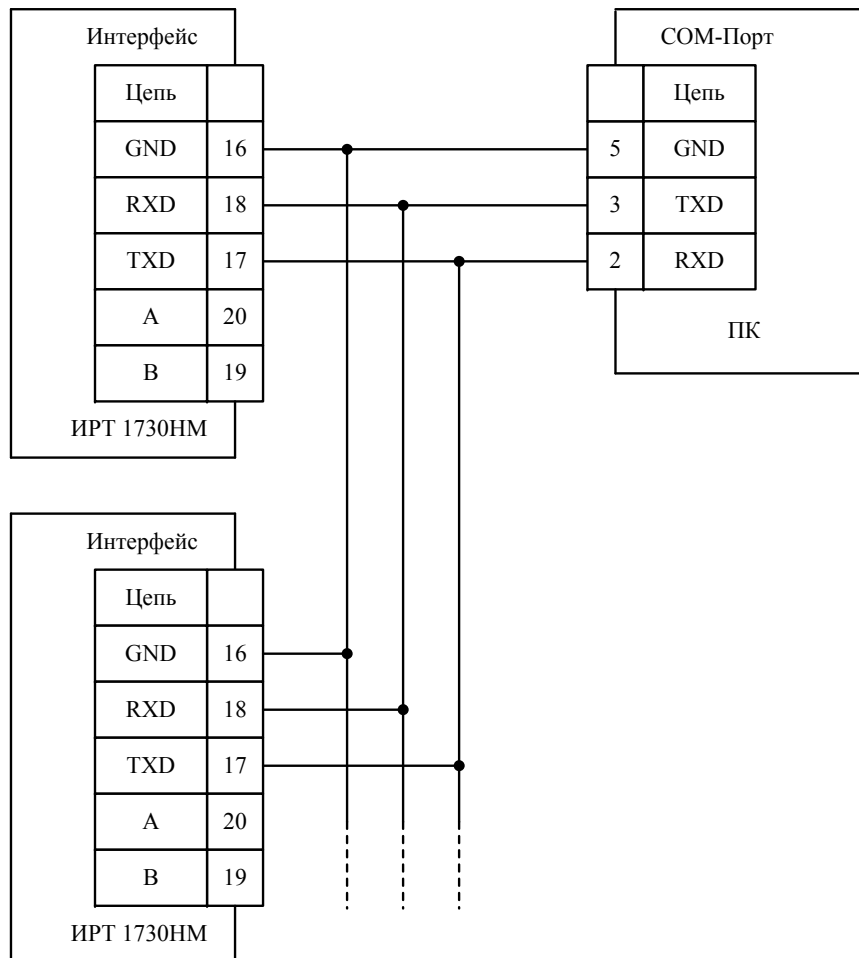 Интерфейс
Цепь
GND 16
RXD 18
TXD 17
A 20
B 19
ИРТ 1730НМ
COM-Порт
Цепь
5 GND
3 TXD
2 RXD
ПК
Интерфейс
Цепь
GND 16
RXD 18
TXD 17
A 20
B 19
ИРТ 1730НМ